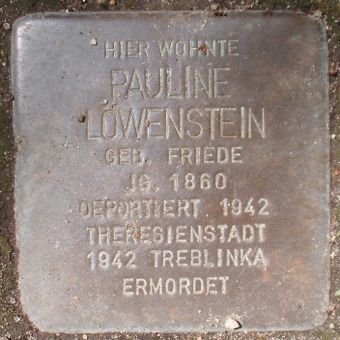 HIER WOHNTE
PAULINE
LÖWENSTEIN
GEB. FRIEDE
JG. 1860
DEPORTIERT 1942
THERESIENSTADT
1942 TREBLINKA
ERMORDET